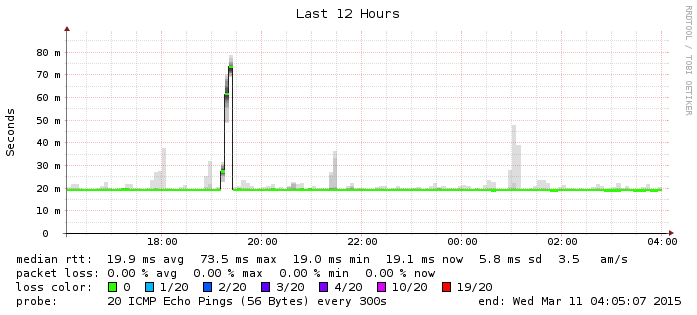 Last 12 Hours
RRDTOOL / TOBI OETIKER
Seconds
80 m
70 m
60 m
50 m
40 m
30 m
20 m
10 m
0
18:00 20:00 22:00 00:00 02:00 04:00
median rtt: 19.9 ms avg 73.5 ms max 19.0 ms min 19.1 ms now 5.8 ms sd 3.5 am/s
packet loss: 0.00 % avg 0.00 % max 0.00 % min 0.00 % now
loss color: 0 1/20 2/20 3/20 4/20 10/20 19/20
probe: 20 ICMP Echo Pings (56 Bytes) every 300s end: Wed Mar 11 04:05:07 2015